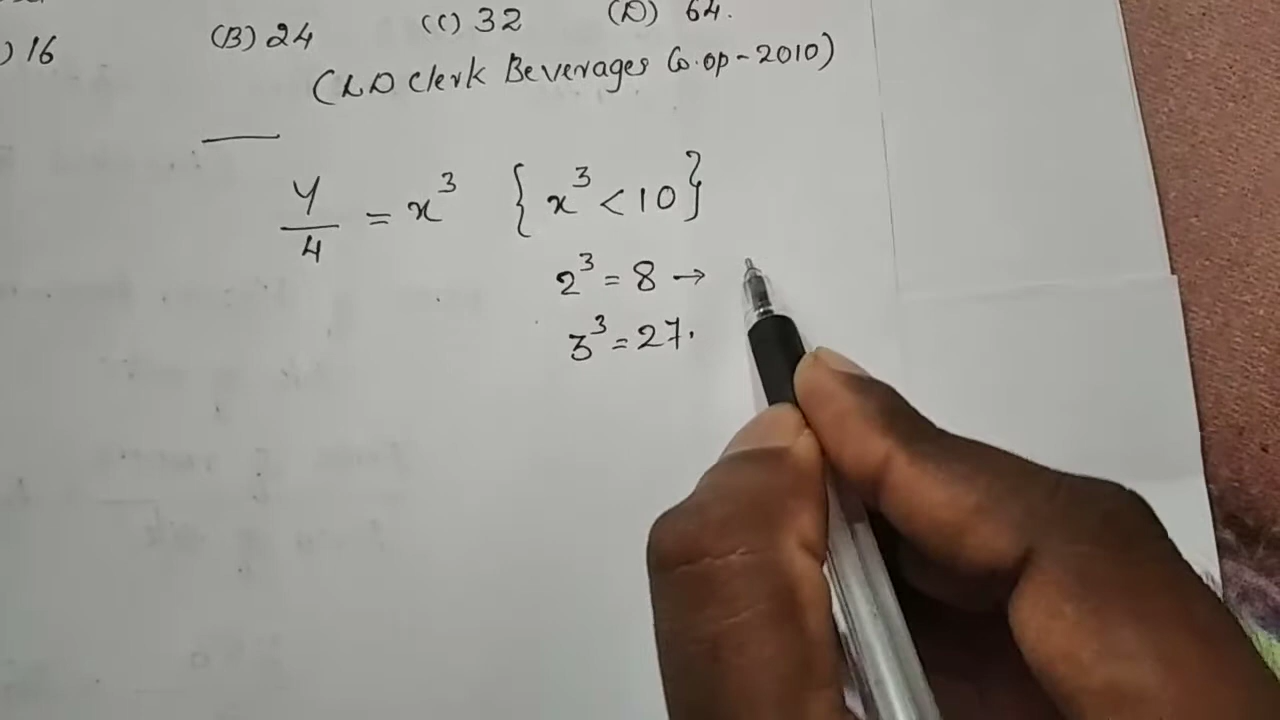 ) 16 (B) 24 (C) 32 (D) 64.
(LD Clerk Beverages Co.op - 2010)
y/4 = x³ { x³ < 10 }
2³ = 8 →
3³ = 27.